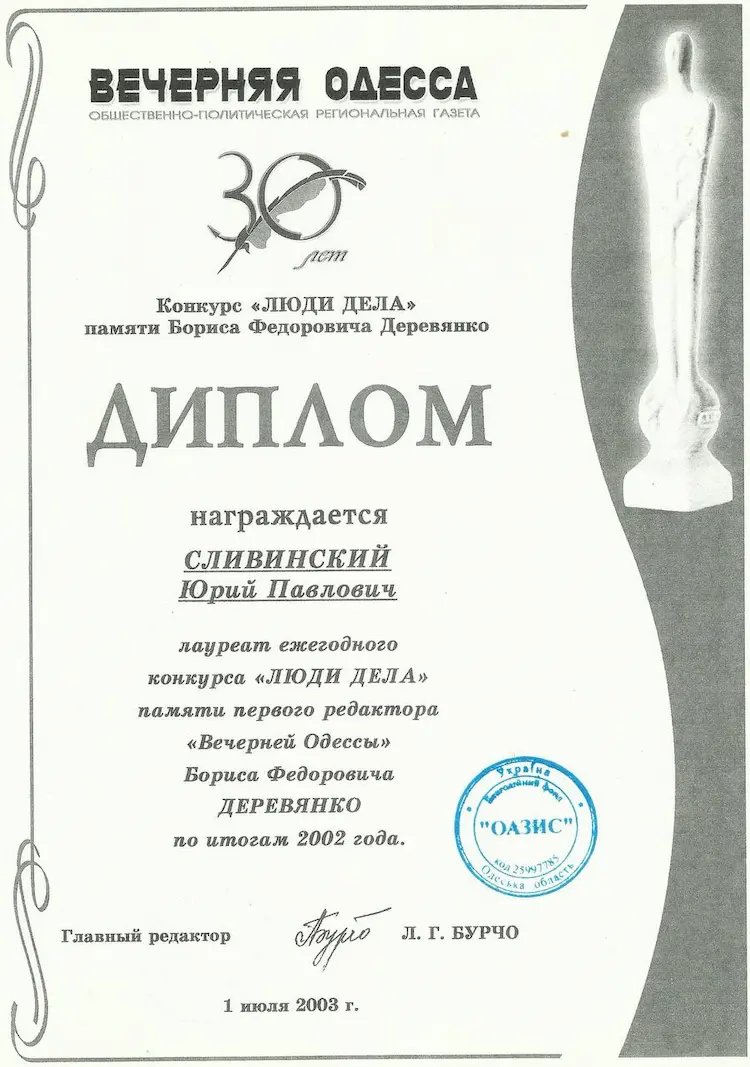 ВЕЧЕРНЯЯ ОДЕССА
ОБЩЕСТВЕННО-ПОЛИТИЧЕСКАЯ РЕГИОНАЛЬНАЯ ГАЗЕТА
30
лет
Конкурс «ЛЮДИ ДЕЛА»
памяти Бориса Федоровича Деревянко
ДИПЛОМ
награждается
СЛИВИНСКИЙ
Юрий Павлович
лауреат ежегодного
конкурса «ЛЮДИ ДЕЛА»
памяти первого редактора
«Вечерней Одессы»
Бориса Федоровича
ДЕРЕВЯНКО
по итогам 2002 года.
Україна
Благодійний фонд
"ОАЗИС"
код 25997785
Одеська область
Главный редактор
Л. Г. БУРЧО
1 июля 2003 г.